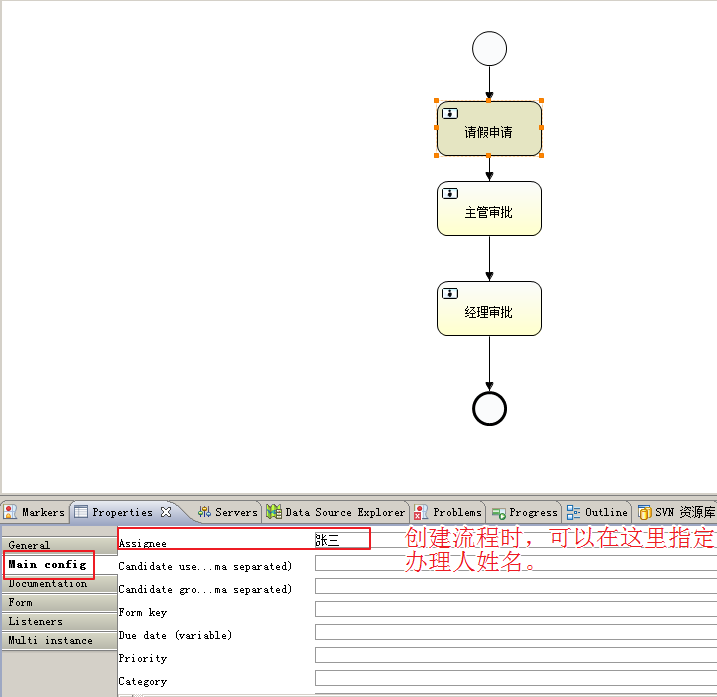 请假申请
主管审批
经理审批
Markers Properties Servers Data Source Explorer Problems Progress Outline SVN 资源库
General
Main config
Documentation
Form
Listeners
Multi instance
Assignee 张三
Candidate use...ma separated)
Candidate gro...ma separated)
Form key
Due date (variable)
Priority
Category
创建流程时，可以在这里指定
办理人姓名。